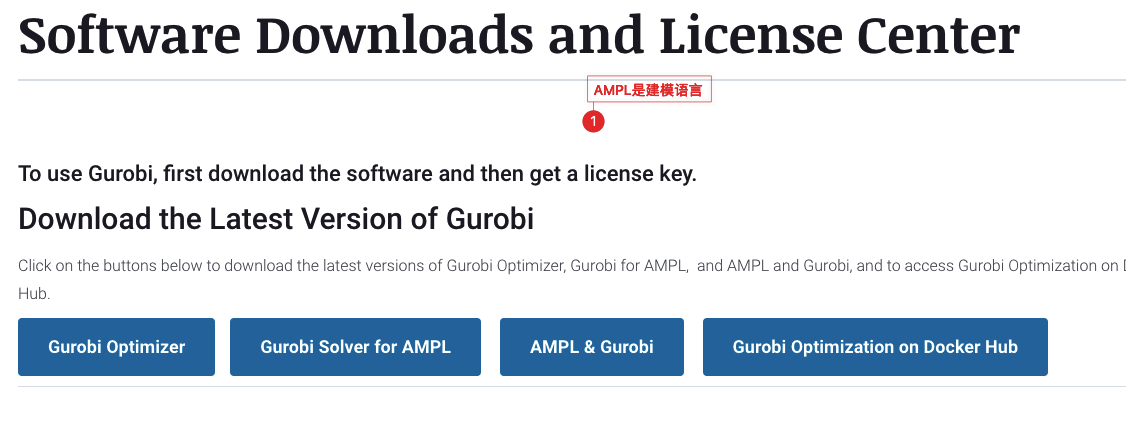 Software Downloads and License Center
AMPL是建模语言
1
To use Gurobi, first download the software and then get a license key.
Download the Latest Version of Gurobi
Click on the buttons below to download the latest versions of Gurobi Optimizer, Gurobi for AMPL, and AMPL and Gurobi, and to access Gurobi Optimization on
Hub.
Gurobi Optimizer
Gurobi Solver for AMPL
AMPL & Gurobi
Gurobi Optimization on Docker Hub